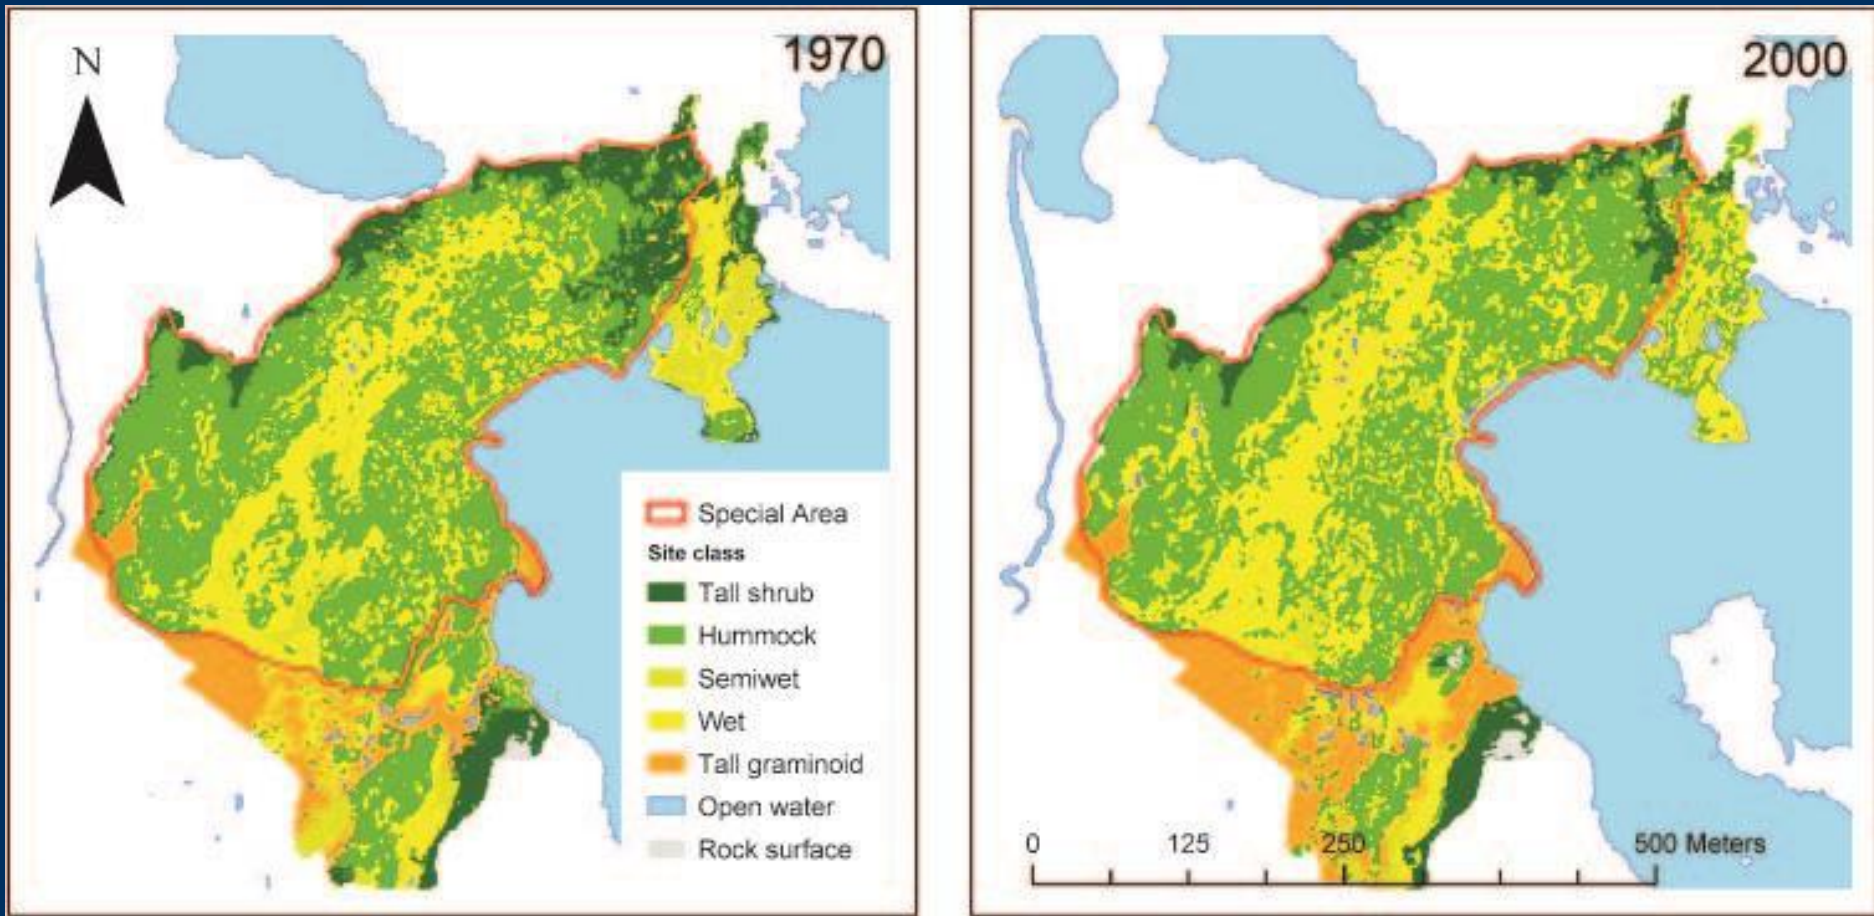 N
1970
Special Area
Site class
Tall shrub
Hummock
Semiwet
Wet
Tall graminoid
Open water
Rock surface
2000
0 125 250 500 Meters